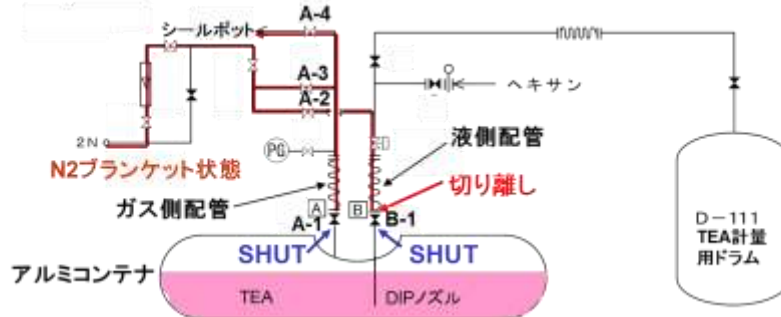 A-4
シールポット
A-3
A-2
ヘキサン
2N
PG
N2ブランケット状態
液側配管
ガス側配管
切り離し
A
B
A-1
B-1
SHUT
SHUT
D-111
TEA計量
用ドラム
アルミコンテナ
TEA
DIPノズル